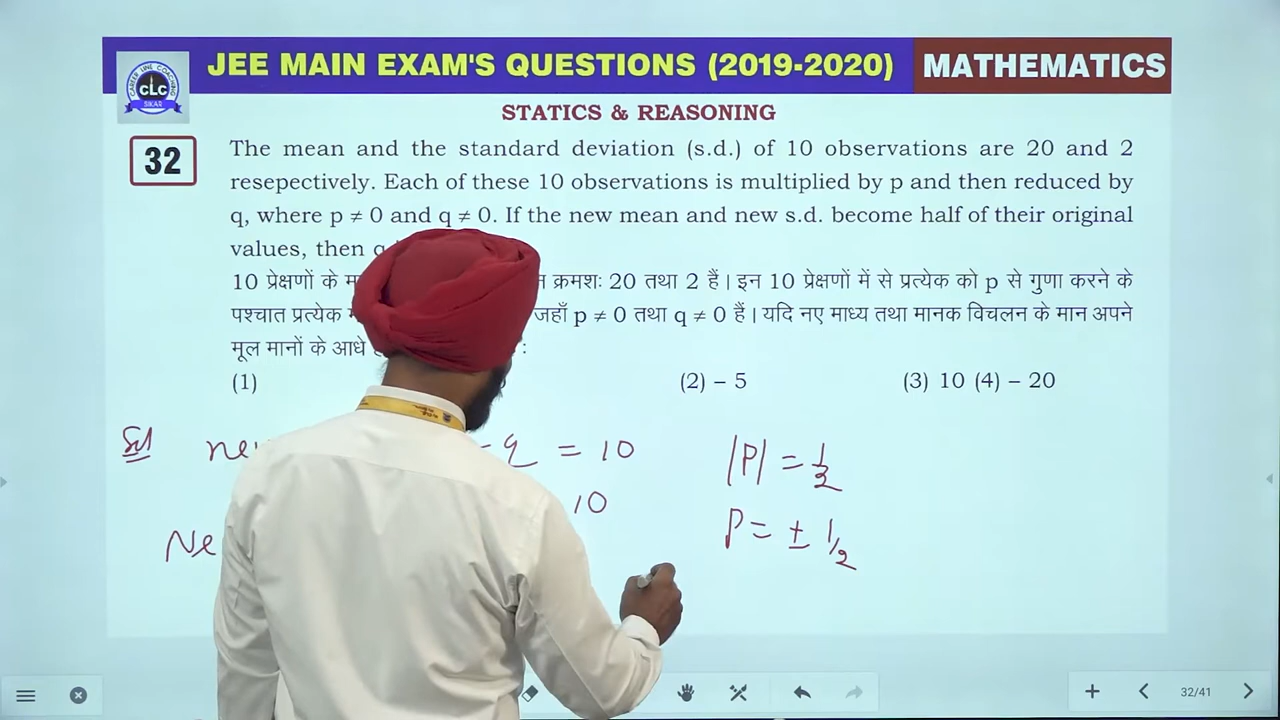 JEE MAIN EXAM'S QUESTIONS (2019-2020) MATHEMATICS
CAREER LINE COACHING
CLC
SIKAR
STATICS & REASONING
32 The mean and the standard deviation (s.d.) of 10 observations are 20 and 2
resepectively. Each of these 10 observations is multiplied by p and then reduced by
q, where p ≠ 0 and q ≠ 0. If the new mean and new s.d. become half of their original
values, then
10 प्रेक्षणों के क्रमशः 20 तथा 2 हैं। इन 10 प्रेक्षणों में से प्रत्येक को p से गुणा करने के
पश्चात प्रत्येक जहाँ p ≠ 0 तथा q ≠ 0 हैं। यदि नए माध्य तथा मानक विचलन के मान अपने
मूल मानों के आधे :
(1) (2) – 5 (3) 10 (4) – 20
Sol - q = 10 |P| = 1/2
10 P = ± 1/2
32/41